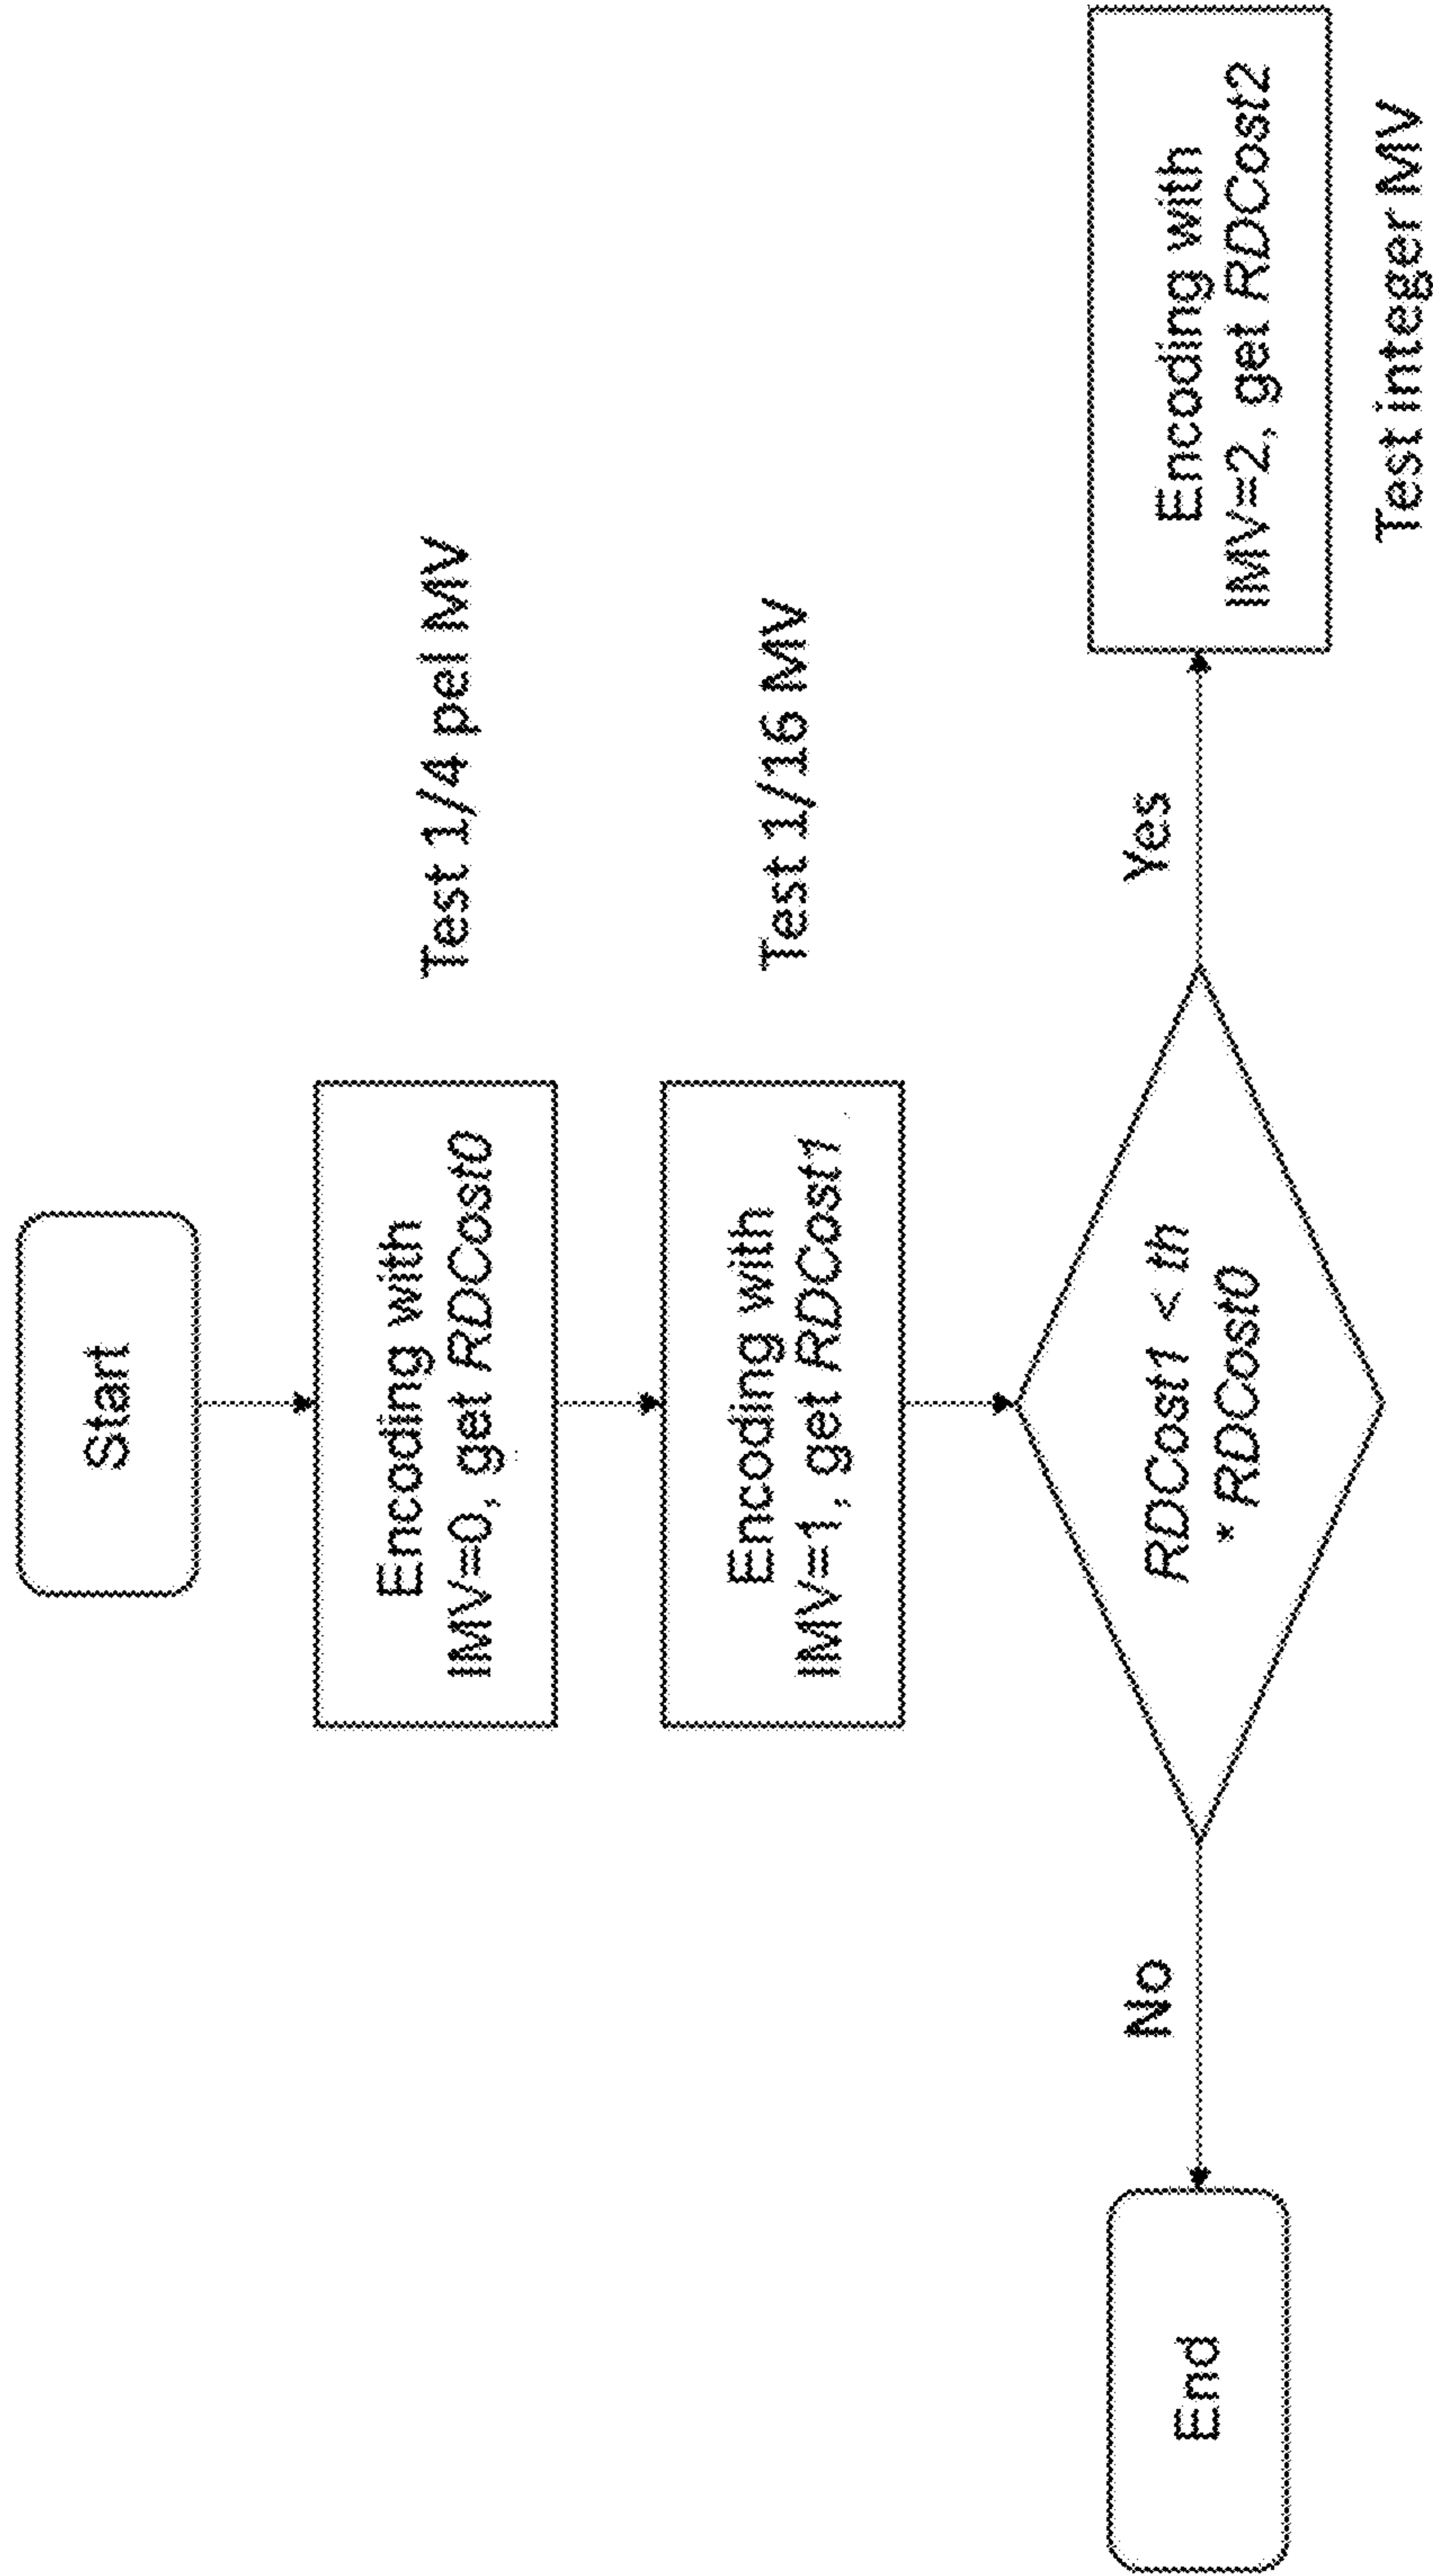 Start
Encoding with
IMV=0, get RDCost0
Test 1/4 pel MV
Encoding with
IMV=1, get RDCost1
Test 1/16 MV
RDCost1 < th
* RDCost0
No
Yes
End
Encoding with
IMV=2, get RDCost2
Test integer MV